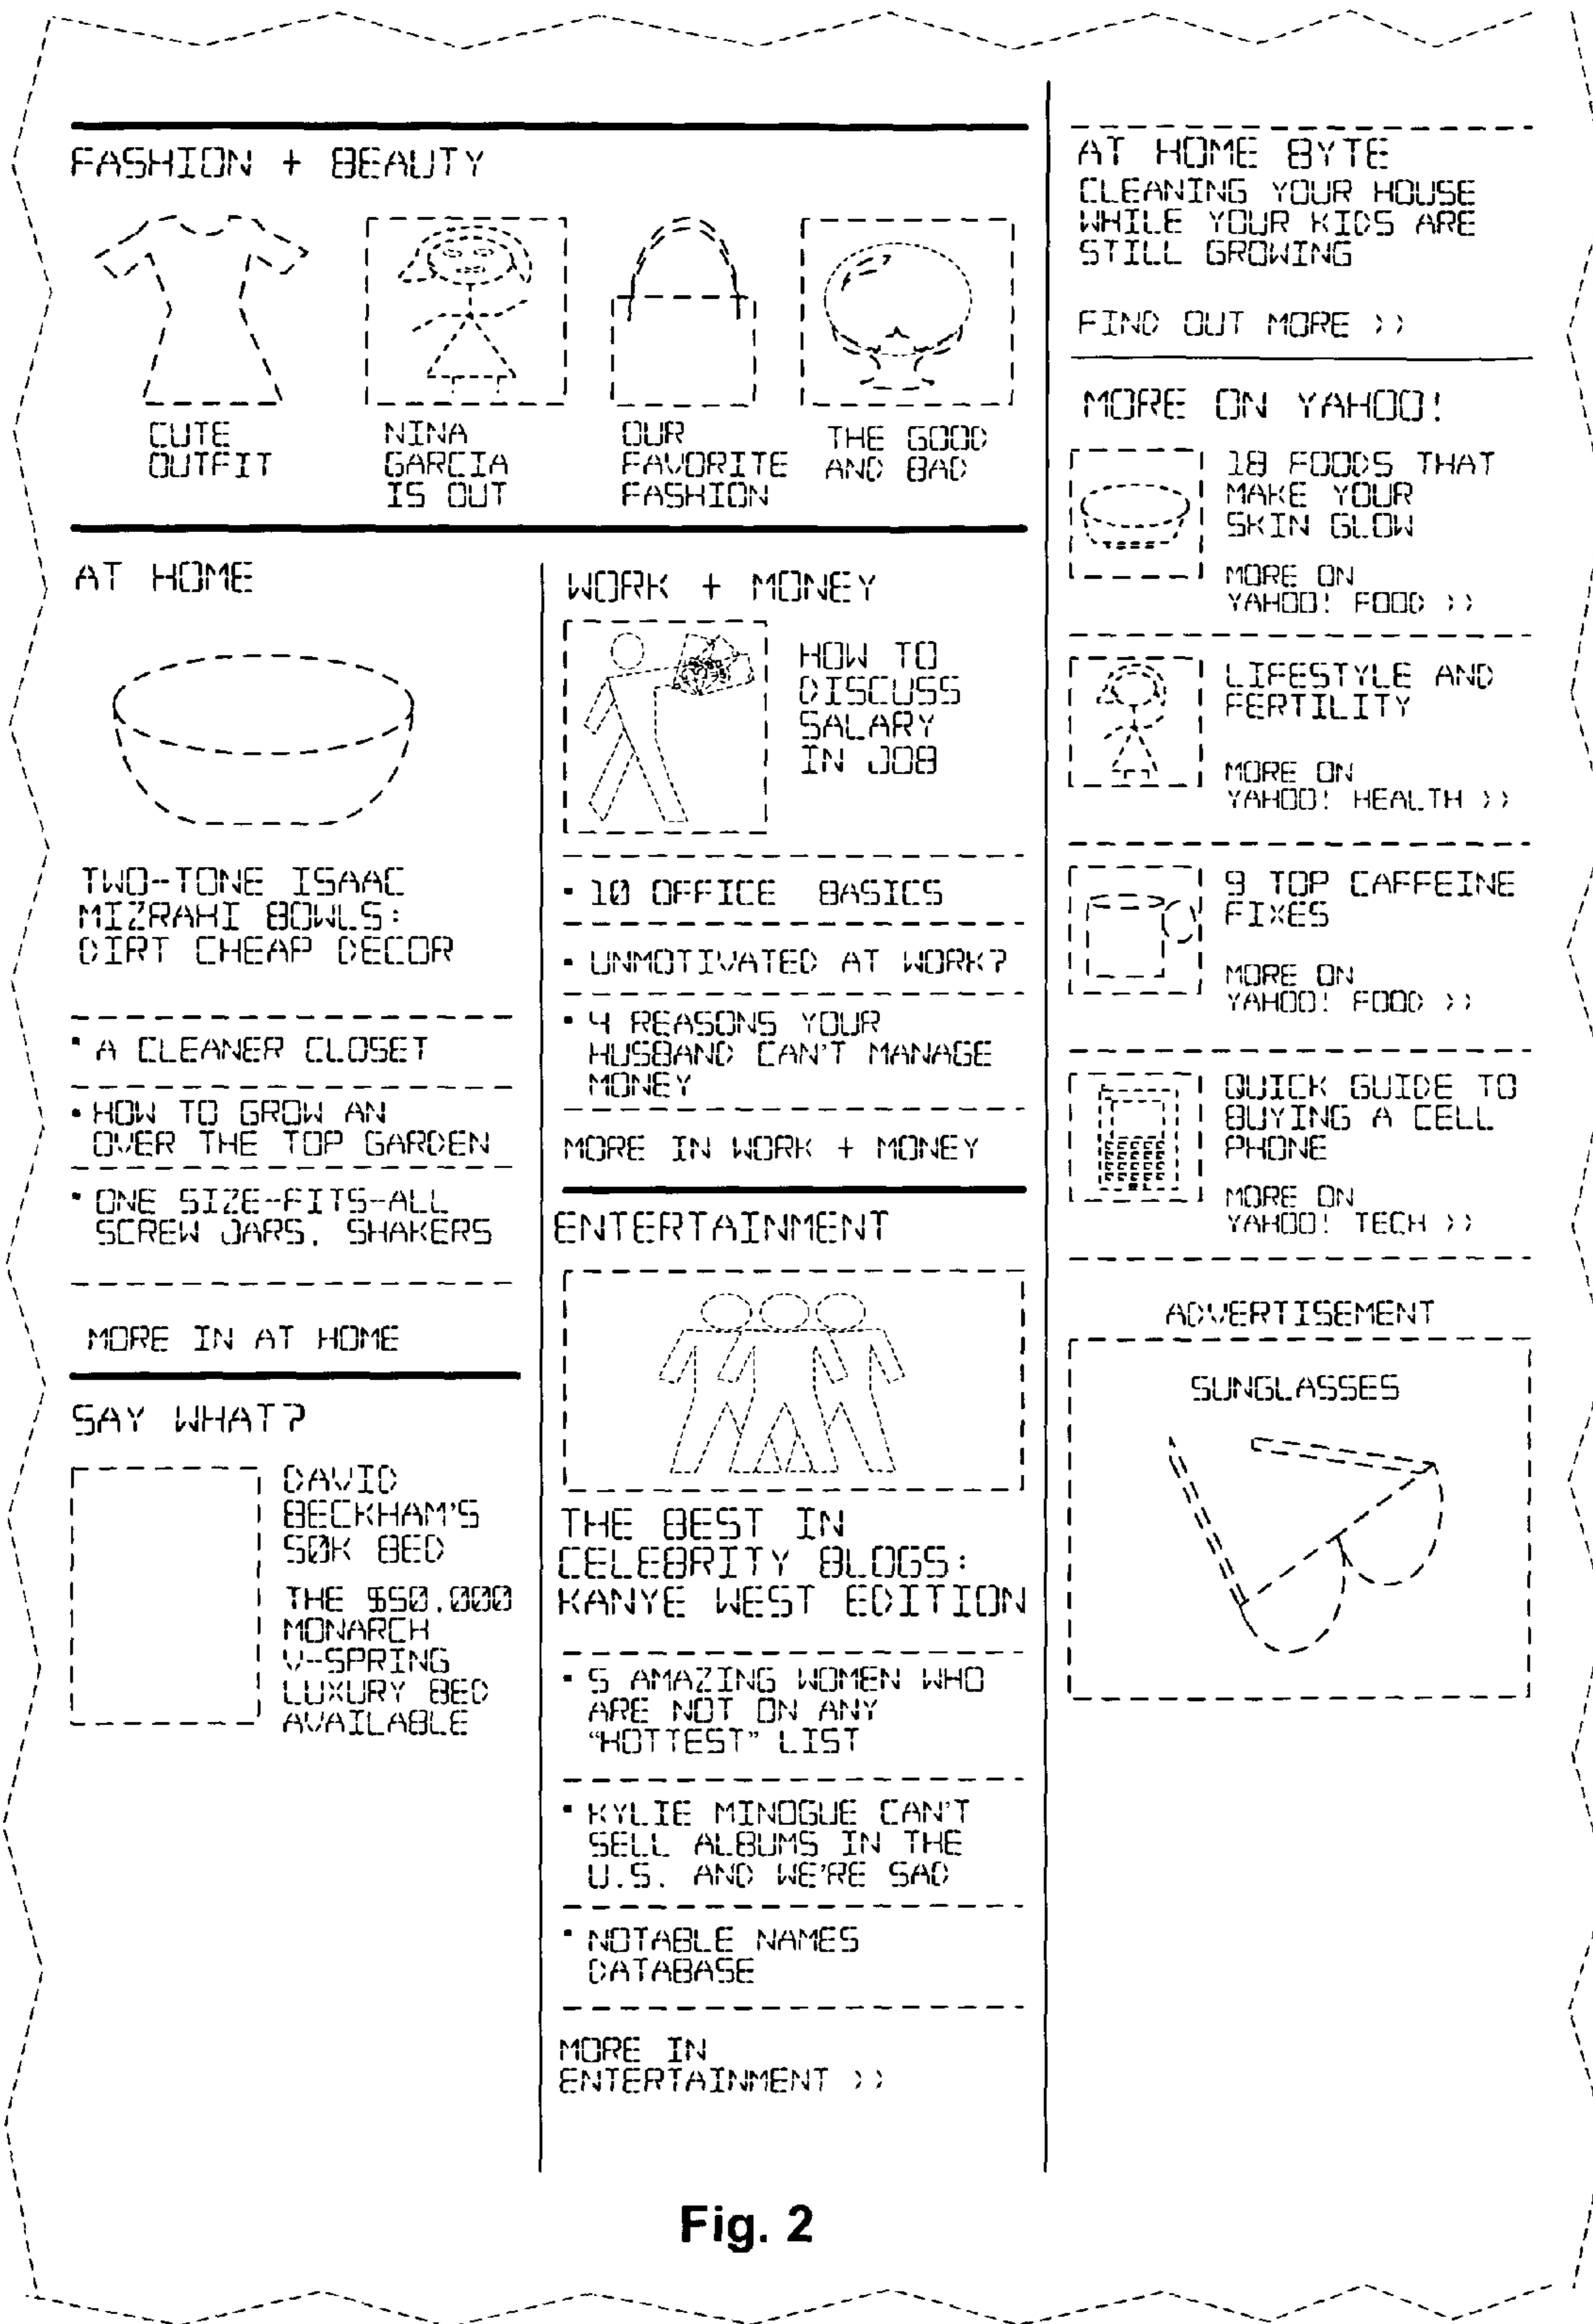 FASHION + BEAUTY
CUTE
OUTFIT
NINA
GARCIA
IS OUT
OUR
FAVORITE
FASHION
THE GOOD
AND BAD
AT HOME
TWO-TONE ISAAC
MIZRAHI BOWLS:
DIRT CHEAP DECOR
• A CLEANER CLOSET
• HOW TO GROW AN
OVER THE TOP GARDEN
• ONE SIZE-FITS-ALL
SCREW JARS, SHAKERS
MORE IN AT HOME
SAY WHAT?
DAVID
BECKHAM'S
50K BED
THE $50,000
MONARCH
V-SPRING
LUXURY BED
AVAILABLE
WORK + MONEY
HOW TO
DISCUSS
SALARY
IN JOB
• 10 OFFICE BASICS
• UNMOTIVATED AT WORK?
• 4 REASONS YOUR
HUSBAND CAN'T MANAGE
MONEY
MORE IN WORK + MONEY
ENTERTAINMENT
THE BEST IN
CELEBRITY BLOGS:
KANYE WEST EDITION
• 5 AMAZING WOMEN WHO
ARE NOT ON ANY
“HOTTEST” LIST
• KYLIE MINOGUE CAN'T
SELL ALBUMS IN THE
U.S. AND WE'RE SAD
• NOTABLE NAMES
DATABASE
MORE IN
ENTERTAINMENT >>
AT HOME BYTE
CLEANING YOUR HOUSE
WHILE YOUR KIDS ARE
STILL GROWING
FIND OUT MORE >>
MORE ON YAHOO!
18 FOODS THAT
MAKE YOUR
SKIN GLOW
MORE ON
YAHOO! FOOD >>
LIFESTYLE AND
FERTILITY
MORE ON
YAHOO! HEALTH >>
9 TOP CAFFEINE
FIXES
MORE ON
YAHOO! FOOD >>
QUICK GUIDE TO
BUYING A CELL
PHONE
MORE ON
YAHOO! TECH >>
ADVERTISEMENT
SUNGLASSES
Fig. 2